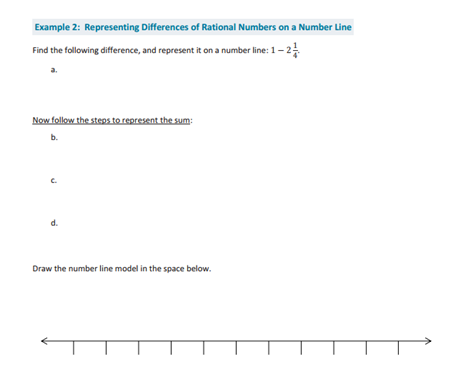 Example 2: Representing Differences of Rational Numbers on a Number Line
Find the following difference, and represent it on a number line: 1 − 2 1/4.
a.
Now follow the steps to represent the sum:
b.
c.
d.
Draw the number line model in the space below.